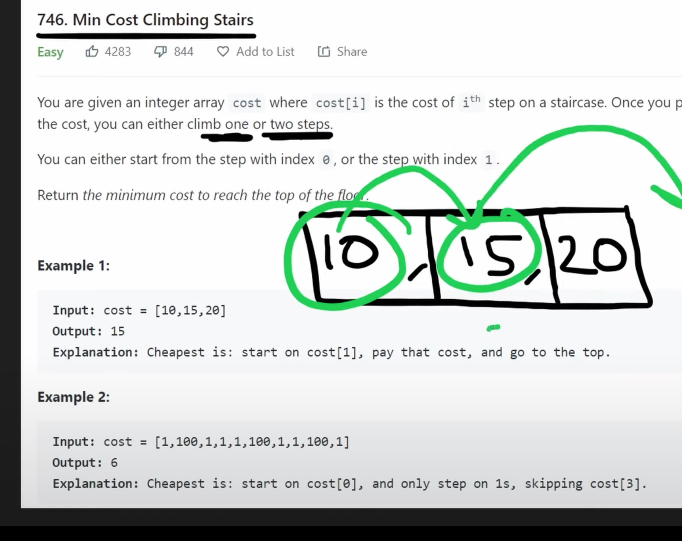 746. Min Cost Climbing Stairs
Easy 4283 844 Add to List Share
You are given an integer array cost where cost[i] is the cost of ith step on a staircase. Once you p
the cost, you can either climb one or two steps.
You can either start from the step with index 0, or the step with index 1.
Return the minimum cost to reach the top of the floor.
10, 15, 20
Example 1:
Input: cost = [10,15,20]
Output: 15
Explanation: Cheapest is: start on cost[1], pay that cost, and go to the top.
Example 2:
Input: cost = [1,100,1,1,1,100,1,1,100,1]
Output: 6
Explanation: Cheapest is: start on cost[0], and only step on 1s, skipping cost[3].